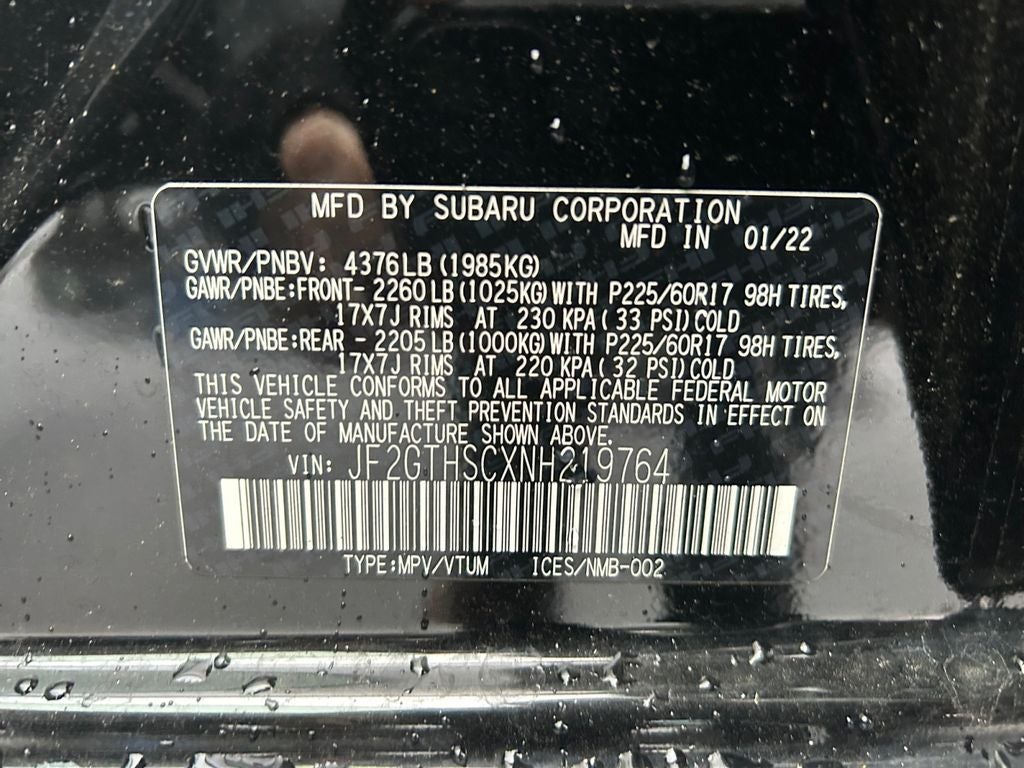 MFD BY SUBARU CORPORATION
MFD IN 01/22
GVWR/PNBV: 4376LB (1985KG)
GAWR/PNBE:FRONT- 2260 LB (1025KG) WITH P225/60R17 98H TIRES,
17X7J RIMS AT 230 KPA ( 33 PSI) COLD
GAWR/PNBE:REAR - 2205 LB (1000KG) WITH P225/60R17 98H TIRES,
17X7J RIMS AT 220 KPA ( 32 PSI) COLD
THIS VEHICLE CONFORMS TO ALL APPLICABLE FEDERAL MOTOR
VEHICLE SAFETY AND THEFT PREVENTION STANDARDS IN EFFECT ON
THE DATE OF MANUFACTURE SHOWN ABOVE.
VIN: JF2GTHSCXNH219764
TYPE:MPV/VTUM ICES/NMB-002